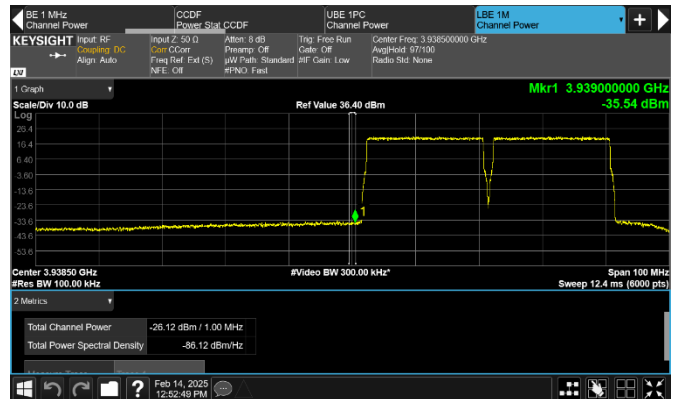 BE 1 MHz
Channel Power
CCDF
Power Stat CCDF
UBE 1PC
Channel Power
LBE 1M
Channel Power
KEYSIGHT
Input: RF
Coupling: DC
Align: Auto
Input Z: 50 Ω
Corr CCorr
Freq Ref: Ext (S)
NFE: Off
Atten: 8 dB
Preamp: Off
µW Path: Standard
#PNO: Fast
Trig: Free Run
Gate: Off
#IF Gain: Low
Center Freq: 3.938500000 GHz
Avg|Hold: 97/100
Radio Std: None
LXI
1 Graph
Mkr1 3.939000000 GHz
-35.54 dBm
Scale/Div 10.0 dB
Ref Value 36.40 dBm
Log
26.4
16.4
6.40
-3.60
-13.6
-23.6
-33.6
-43.6
-53.6
1
Center 3.93850 GHz
#Video BW 300.00 kHz*
Span 100 MHz
#Res BW 100.00 kHz
Sweep 12.4 ms (6000 pts)
2 Metrics
Total Channel Power -26.12 dBm / 1.00 MHz
Total Power Spectral Density -86.12 dBm/Hz
Feb 14, 2025
12:52:49 PM